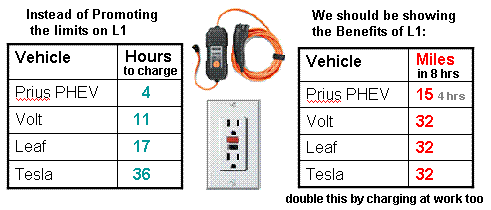 Instead of Promoting
the limits on L1
Vehicle Hours
to charge
Prius PHEV 4
Volt 11
Leaf 17
Tesla 36
We should be showing
the Benefits of L1:
Vehicle Miles
in 8 hrs
Prius PHEV 15 4 hrs
Volt 32
Leaf 32
Tesla 32
double this by charging at work too